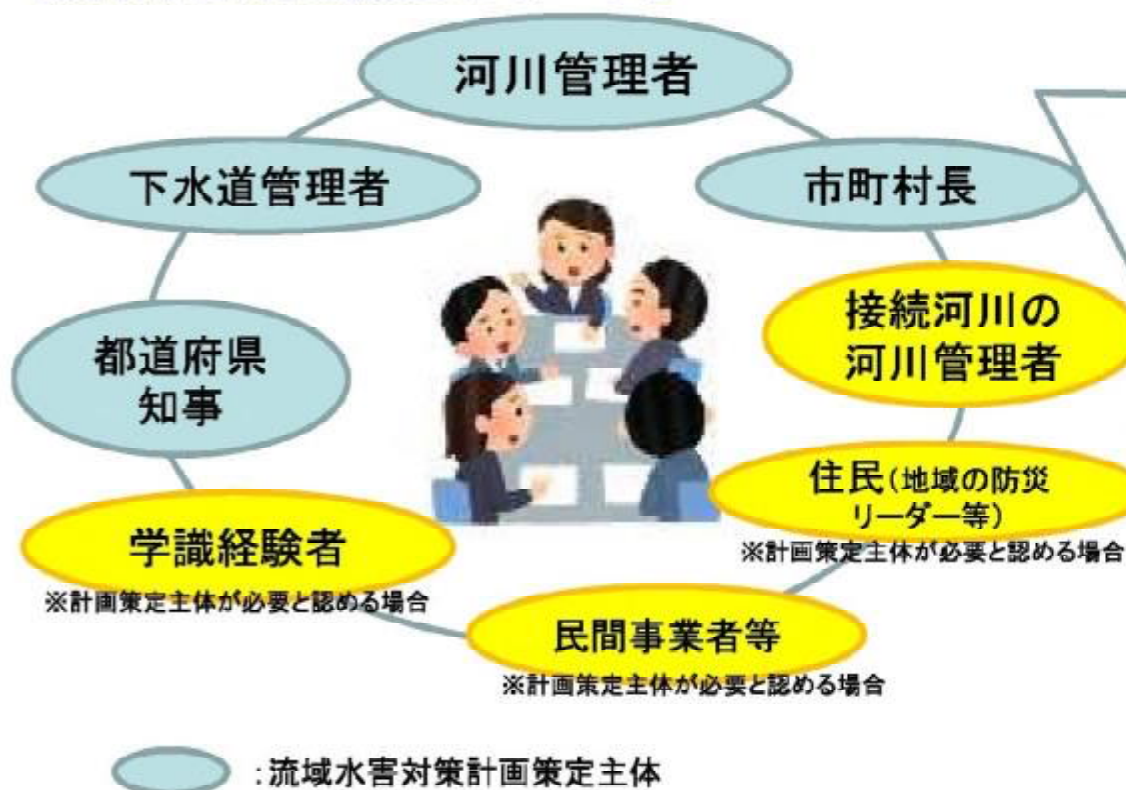 河川管理者
下水道管理者
市町村長
接続河川の
河川管理者
都道府県
知事
住民(地域の防災
リーダー等)
※計画策定主体が必要と認める場合
学識経験者
※計画策定主体が必要と認める場合
民間事業者等
※計画策定主体が必要と認める場合
:流域水害対策計画策定主体